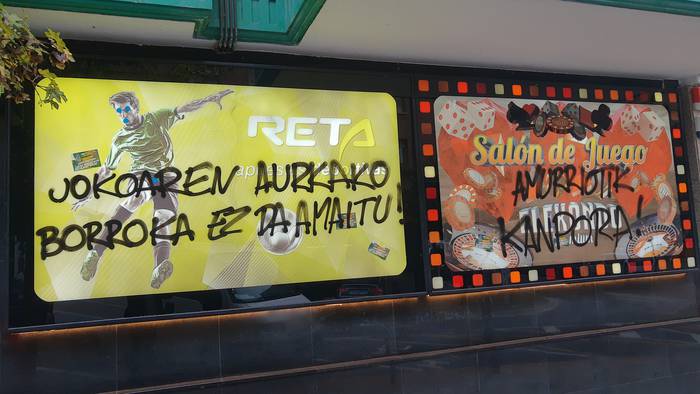 RETA
JOKOAREN AURKAKO
BORROKA EZ DA AMAITU!
Salón de Juego
AMURRIOTIK
KANPORA!